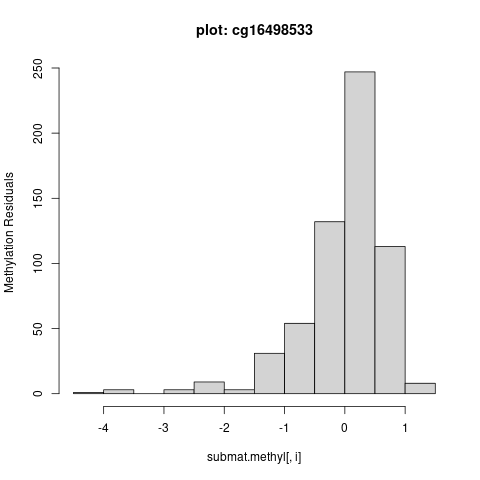 plot: cg16498533
Methylation Residuals
250
200
150
100
50
0
-4 -3 -2 -1 0 1
submat.methyl[, i]